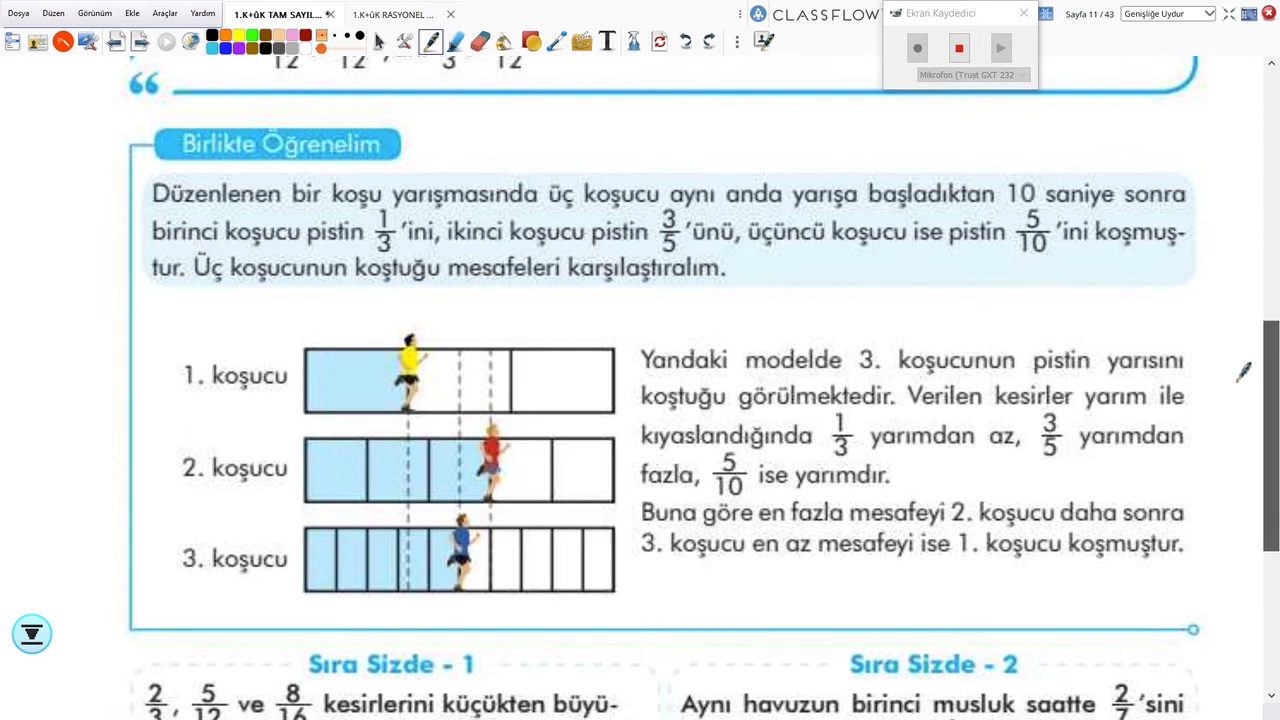 Dosya Düzen Görünüm Ekle Araçlar Yardım
1.K+ûK TAM SAYIL...
1.K+ûK RASYONEL ...
CLASSFLOW
Ekran Kaydedici
Mikrofon (Trust GXT 232
Sayfa 11 / 43
Genişliğe Uydur
Birlikte Öğrenelim
Düzenlenen bir koşu yarışmasında üç koşucu aynı anda yarışa başladıktan 10 saniye sonra
birinci koşucu pistin 1/3 'ini, ikinci koşucu pistin 3/5 'ünü, üçüncü koşucu ise pistin 5/10 'ini koşmuş-
tur. Üç koşucunun koştuğu mesafeleri karşılaştıralım.
1. koşucu
2. koşucu
3. koşucu
Yandaki modelde 3. koşucunun pistin yarısını
koştuğu görülmektedir. Verilen kesirler yarım ile
kıyaslandığında 1/3 yarımdan az, 3/5 yarımdan
fazla, 5/10 ise yarımdır.
Buna göre en fazla mesafeyi 2. koşucu daha sonra
3. koşucu en az mesafeyi ise 1. koşucu koşmuştur.
Sıra Sizde - 1
2/3, 5/12 ve 8/16 kesirlerini küçükten büyü-
Sıra Sizde - 2
Aynı havuzun birinci musluk saatte 2/7 'sini